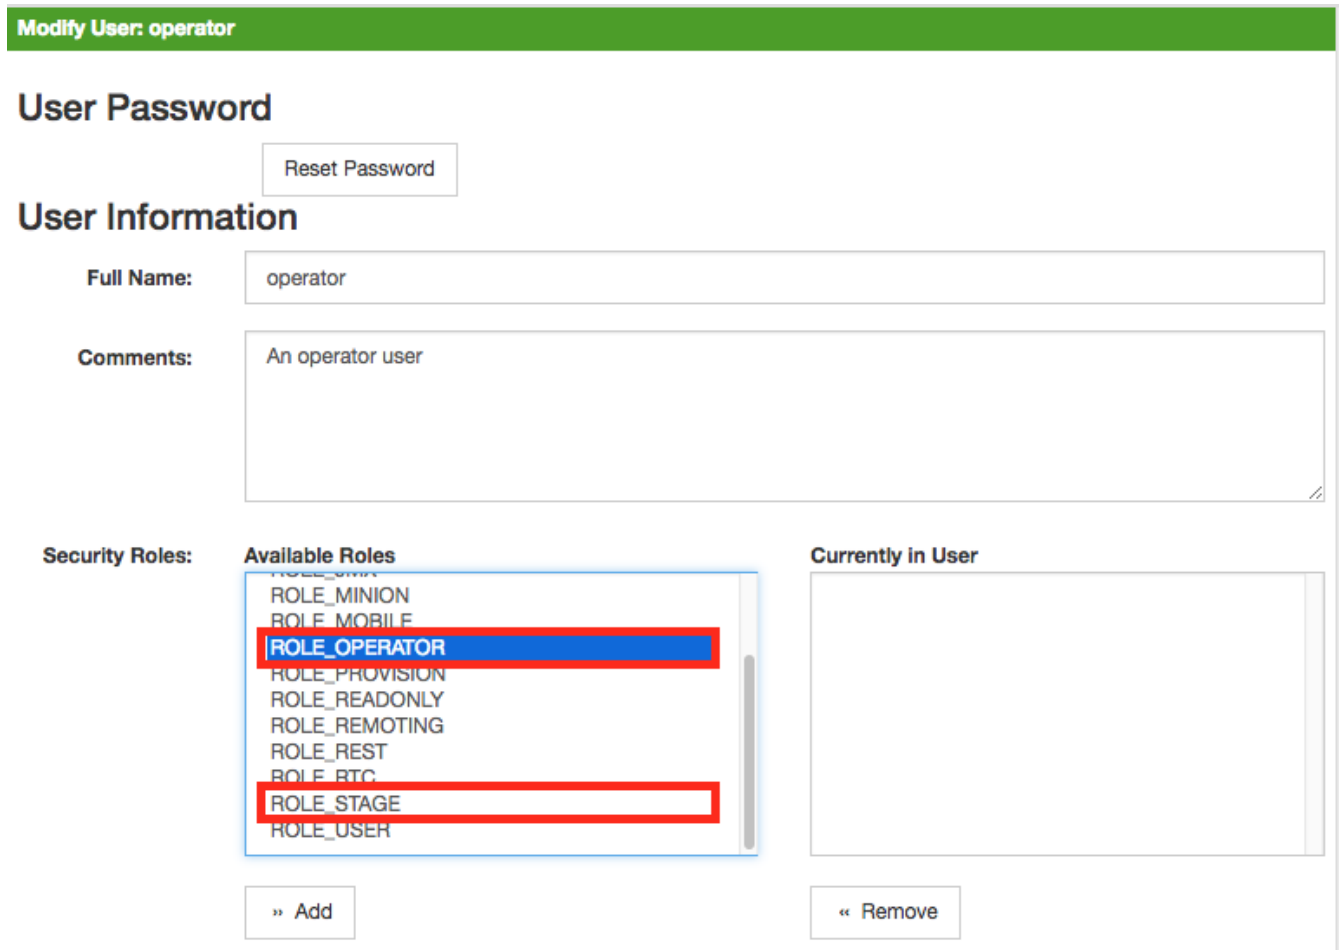 Modify User: operator
User Password
Reset Password
User Information
Full Name: operator
Comments: An operator user
Security Roles: Available Roles Currently in User
ROLE_JMX
ROLE_MINION
ROLE_MOBILE
ROLE_OPERATOR
ROLE_PROVISION
ROLE_READONLY
ROLE_REMOTING
ROLE_REST
ROLE_RTC
ROLE_STAGE
ROLE_USER
» Add « Remove